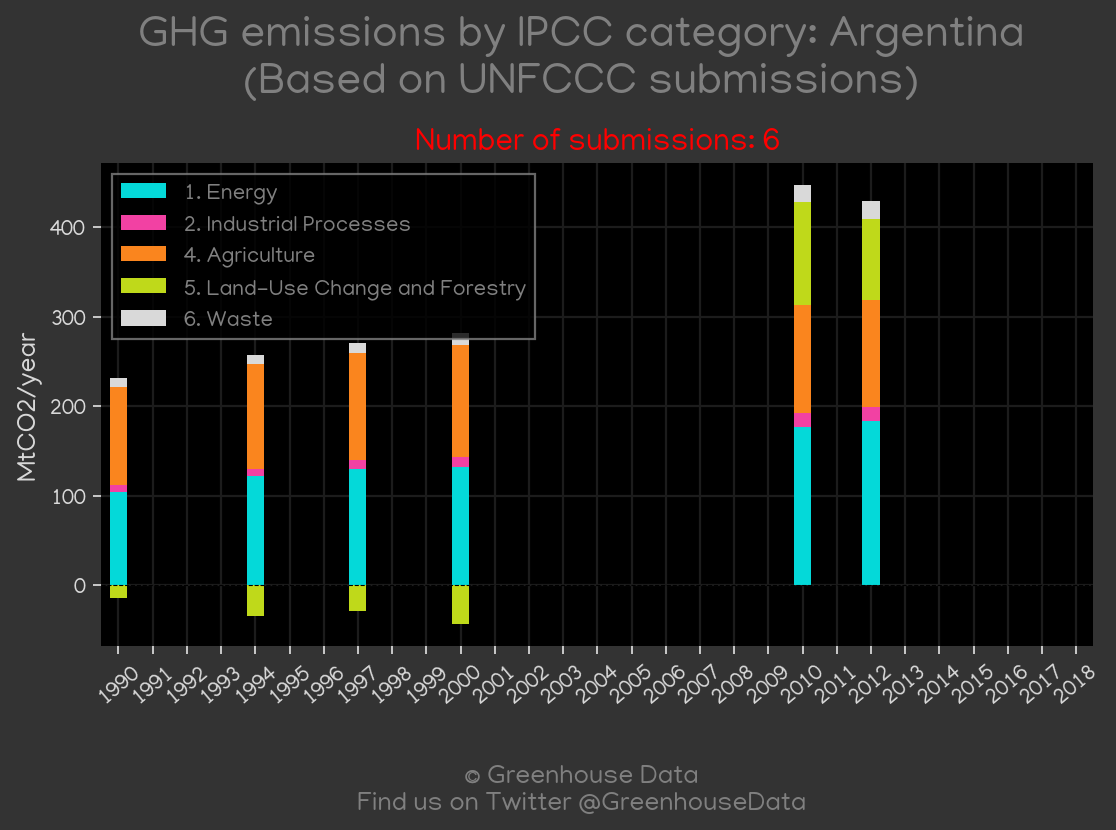 GHG emissions by IPCC category: Argentina
(Based on UNFCCC submissions)
Number of submissions: 6
1. Energy
2. Industrial Processes
4. Agriculture
5. Land-Use Change and Forestry
6. Waste
MtCO2/year
400
300
200
100
0
1990 1991 1992 1993 1994 1995 1996 1997 1998 1999 2000 2001 2002 2003 2004 2005 2006 2007 2008 2009 2010 2011 2012 2013 2014 2015 2016 2017 2018
© Greenhouse Data
Find us on Twitter @GreenhouseData